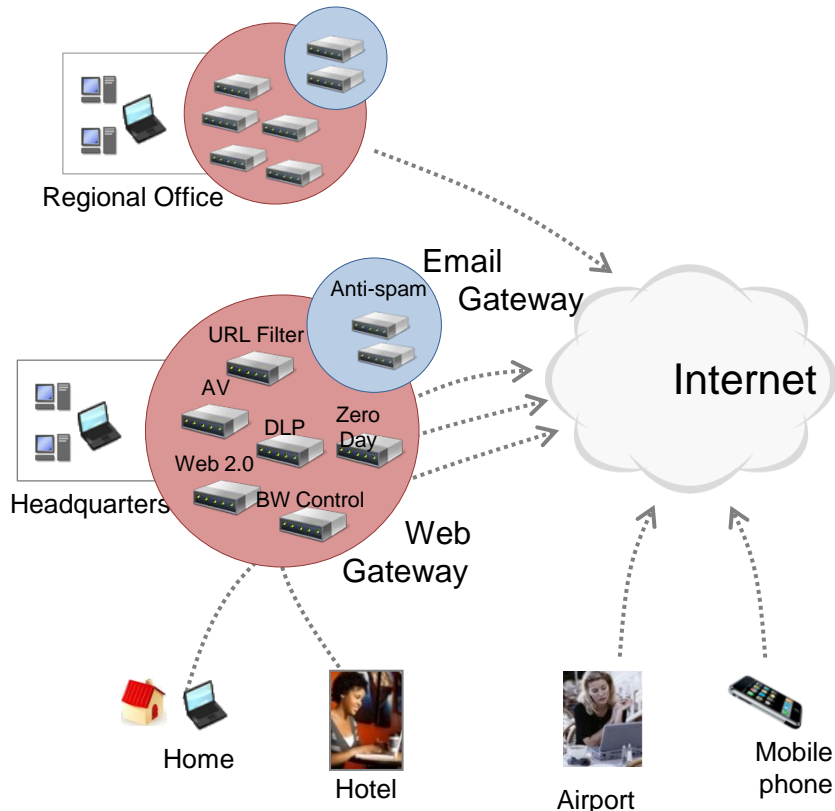 Regional Office
Email
Gateway
Anti-spam
URL Filter
Internet
AV
Zero
Day
DLP
Web 2.0
Headquarters
BW Control
Web
Gateway
Home
Hotel
Airport
Mobile
phone